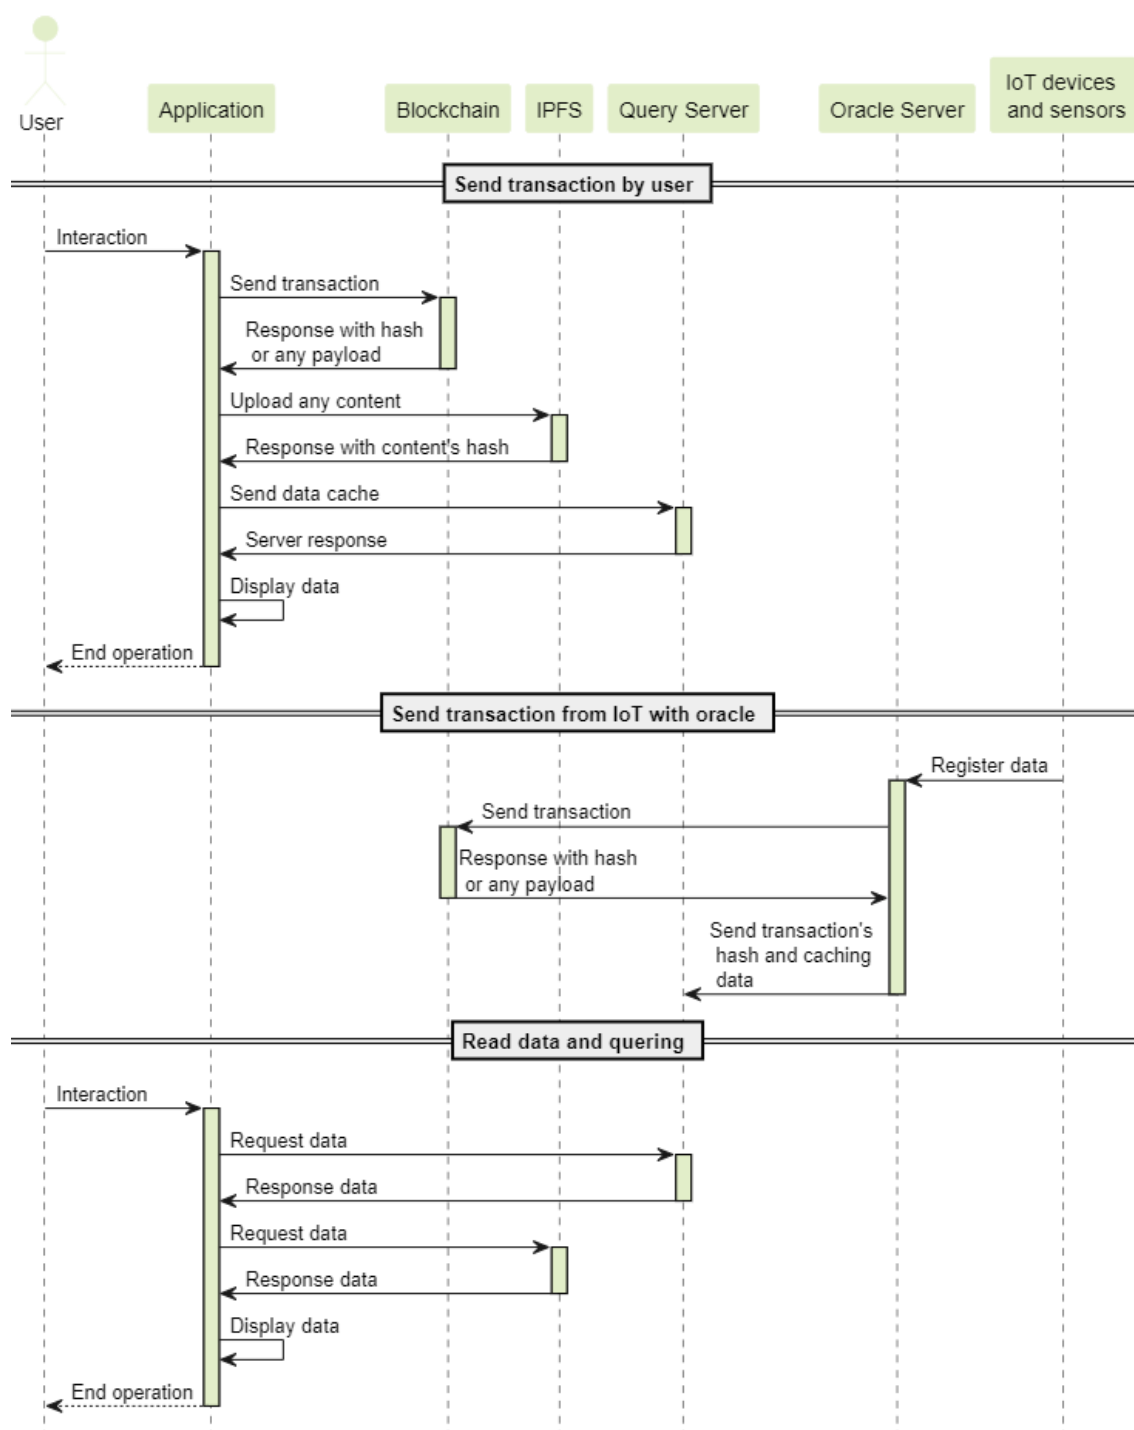 User
Application
Blockchain
IPFS
Query Server
Oracle Server
IoT devices
and sensors
Send transaction by user
Interaction
Send transaction
Response with hash
or any payload
Upload any content
Response with content's hash
Send data cache
Server response
Display data
End operation
Send transaction from IoT with oracle
Register data
Send transaction
Response with hash
or any payload
Send transaction's
hash and caching
data
Read data and quering
Interaction
Request data
Response data
Request data
Response data
Display data
End operation